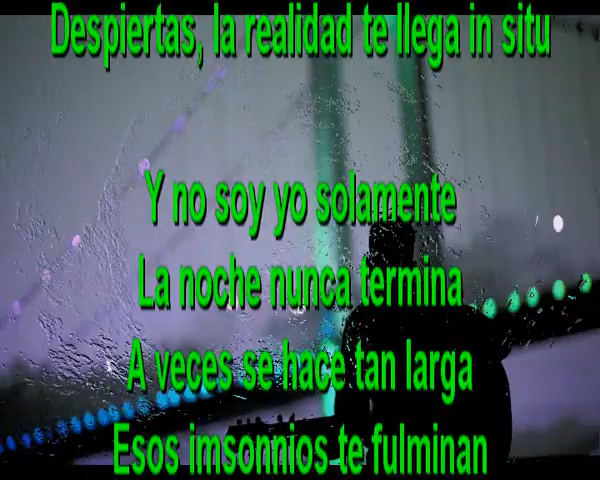 Despiertas, la realidad te llega in situ
Y no soy yo solamente
La noche nunca termina
A veces se hace tan larga
Esos imsonnios te fulminan